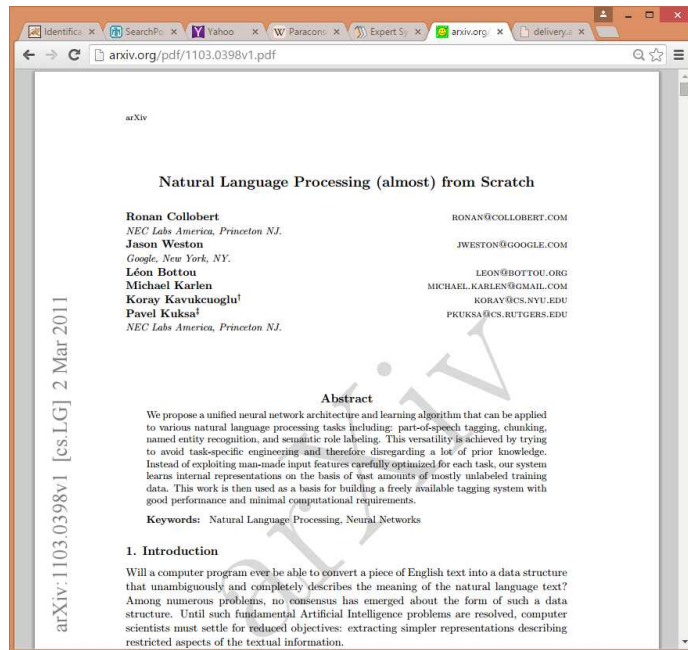 Identifica
SearchPo
Yahoo
Paracons
Expert Sy
arxiv.org/
delivery.a
arxiv.org/pdf/1103.0398v1.pdf
arXiv
Natural Language Processing (almost) from Scratch
Ronan Collobert RONAN@COLLOBERT.COM
NEC Labs America, Princeton NJ.
Jason Weston JWESTON@GOOGLE.COM
Google, New York, NY.
Léon Bottou LEON@BOTTOU.ORG
Michael Karlen MICHAEL.KARLEN@GMAIL.COM
Koray Kavukcuoglu† KORAY@CS.NYU.EDU
Pavel Kuksa‡ PKUKSA@CS.RUTGERS.EDU
NEC Labs America, Princeton NJ.
Abstract
We propose a unified neural network architecture and learning algorithm that can be applied
to various natural language processing tasks including: part-of-speech tagging, chunking,
named entity recognition, and semantic role labeling. This versatility is achieved by trying
to avoid task-specific engineering and therefore disregarding a lot of prior knowledge.
Instead of exploiting man-made input features carefully optimized for each task, our system
learns internal representations on the basis of vast amounts of mostly unlabeled training
data. This work is then used as a basis for building a freely available tagging system with
good performance and minimal computational requirements.
Keywords: Natural Language Processing, Neural Networks
1. Introduction
Will a computer program ever be able to convert a piece of English text into a data structure
that unambiguously and completely describes the meaning of the natural language text?
Among numerous problems, no consensus has emerged about the form of such a data
structure. Until such fundamental Artificial Intelligence problems are resolved, computer
scientists must settle for reduced objectives: extracting simpler representations describing
restricted aspects of the textual information.
arXiv:1103.0398v1 [cs.LG] 2 Mar 2011
arXiv